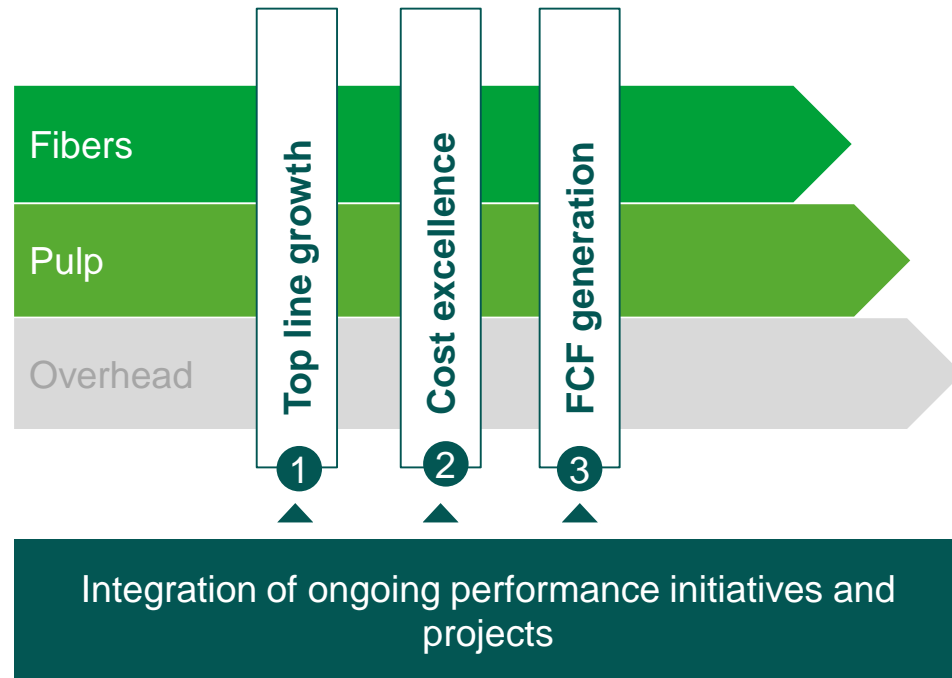 Fibers
Pulp
Overhead
Top line growth
Cost excellence
FCF generation
1
2
3
Integration of ongoing performance initiatives and
projects